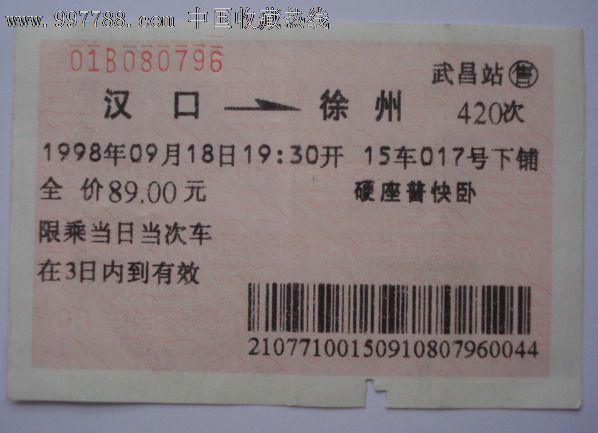 www.997788.com 中国收藏热线
01B080796
武昌站售
汉口 徐州 420次
1998年09月18日19:30开 15车017号下铺
全价89.00元 硬座普快卧
限乘当日当次车
在3日内到有效
21077100150910807960044